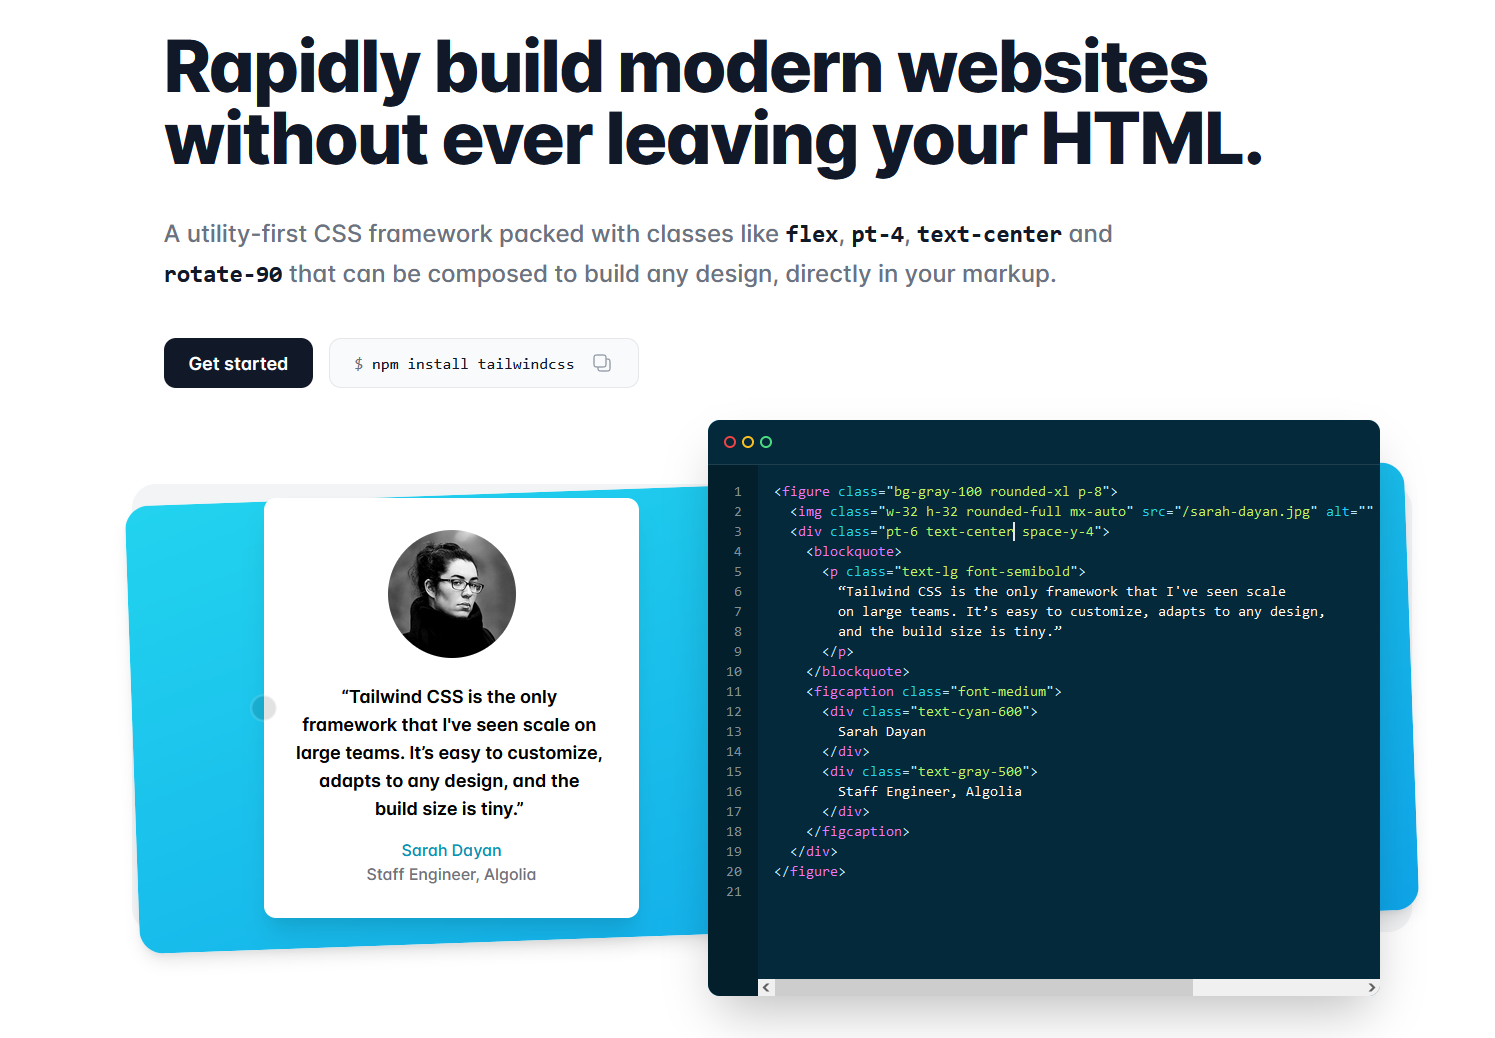 Rapidly build modern websites
without ever leaving your HTML.
A utility-first CSS framework packed with classes like flex, pt-4, text-center and
rotate-90 that can be composed to build any design, directly in your markup.
Get started
$ npm install tailwindcss
“Tailwind CSS is the only
framework that I've seen scale on
large teams. It’s easy to customize,
adapts to any design, and the
build size is tiny.”
Sarah Dayan
Staff Engineer, Algolia
1 <figure class="bg-gray-100 rounded-xl p-8">
2 <img class="w-32 h-32 rounded-full mx-auto" src="/sarah-dayan.jpg" alt=""
3 <div class="pt-6 text-center space-y-4">
4 <blockquote>
5 <p class="text-lg font-semibold">
6 “Tailwind CSS is the only framework that I've seen scale
7 on large teams. It’s easy to customize, adapts to any design,
8 and the build size is tiny.”
9 </p>
10 </blockquote>
11 <figcaption class="font-medium">
12 <div class="text-cyan-600">
13 Sarah Dayan
14 </div>
15 <div class="text-gray-500">
16 Staff Engineer, Algolia
17 </div>
18 </figcaption>
19 </div>
20 </figure>
21